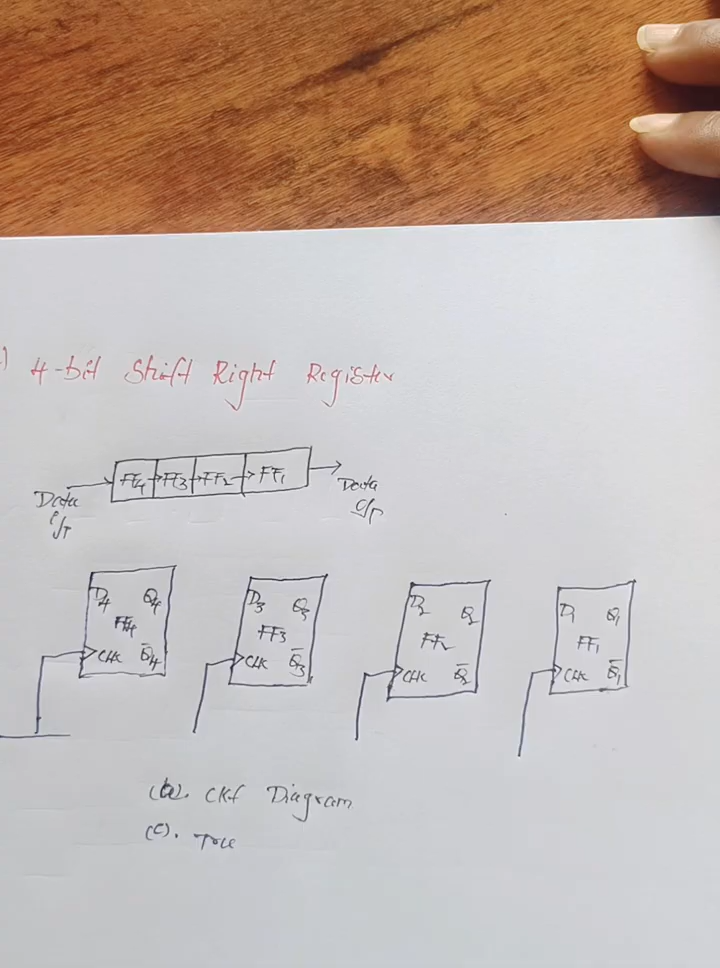 ) 4-bit Shift Right Register
FF4 FF3 FF2 FF1
Data Data
i/p o/p
D4 Q4 D3 Q3 D2 Q2 D1 Q1
FF4 FF3 FF2 FF1
CLK Q̅4 CLK Q̅3 CLK Q̅2 CLK Q̅1
CKt Diagram
(c).